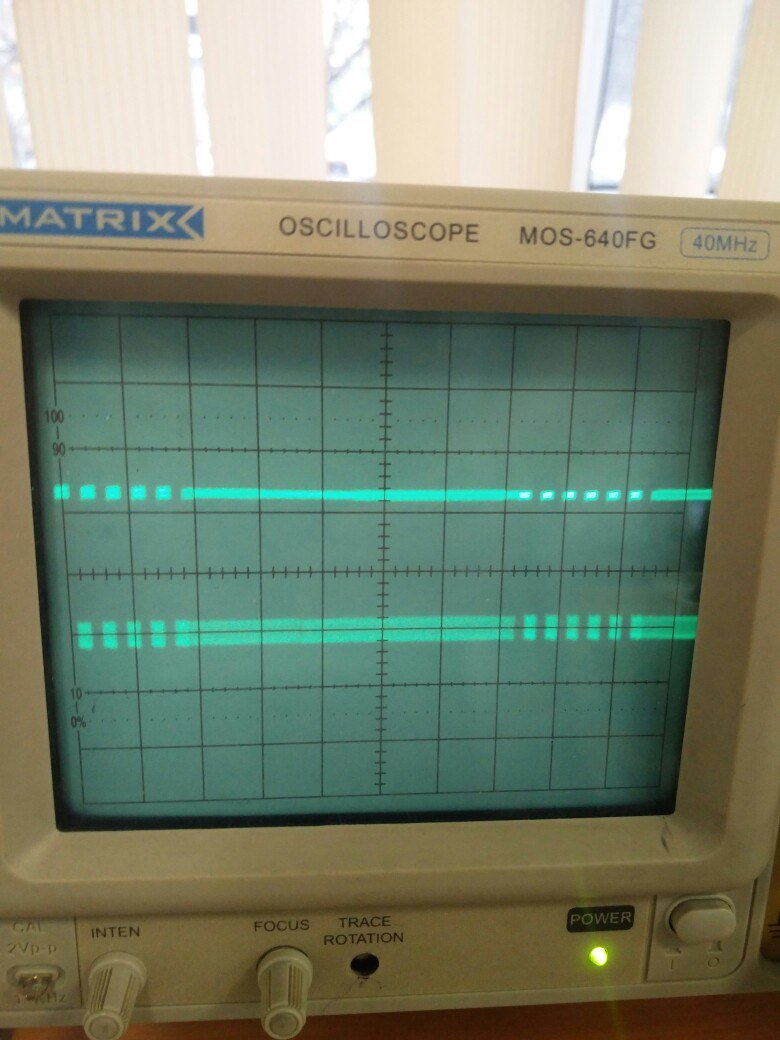 MATRIX OSCILLOSCOPE MOS-640FG 40MHz
100
90
10
0%
CAL
2Vp-p
INTEN
FOCUS
TRACE
ROTATION
POWER
I O